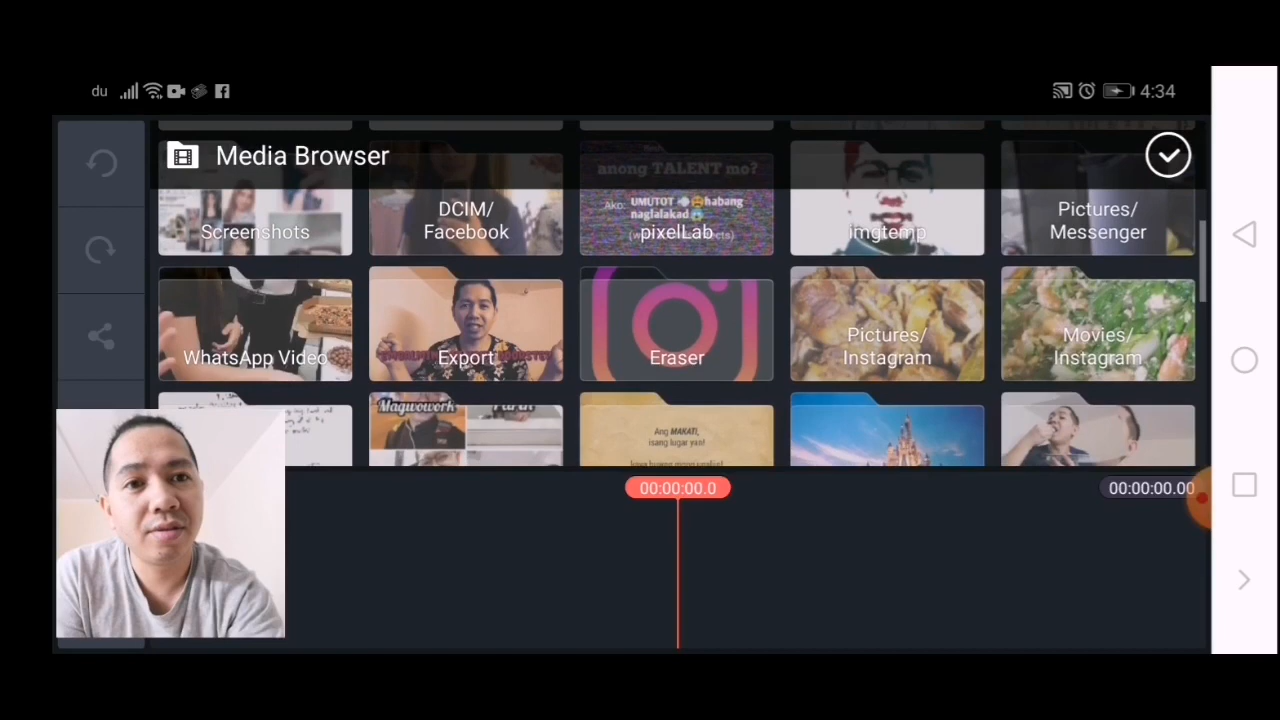 du
4:34
Media Browser
anong TALENT mo?
Ako: UMUTOT habang
naglalakad
Screenshots
DCIM/
Facebook
pixelLab
imgtemp
Pictures/
Messenger
WhatsApp Video
Export
Eraser
Pictures/
Instagram
Movies/
Instagram
Magwowork
Ang MAKATI,
isang lugar yan!
00:00:00.0
00:00:00.00